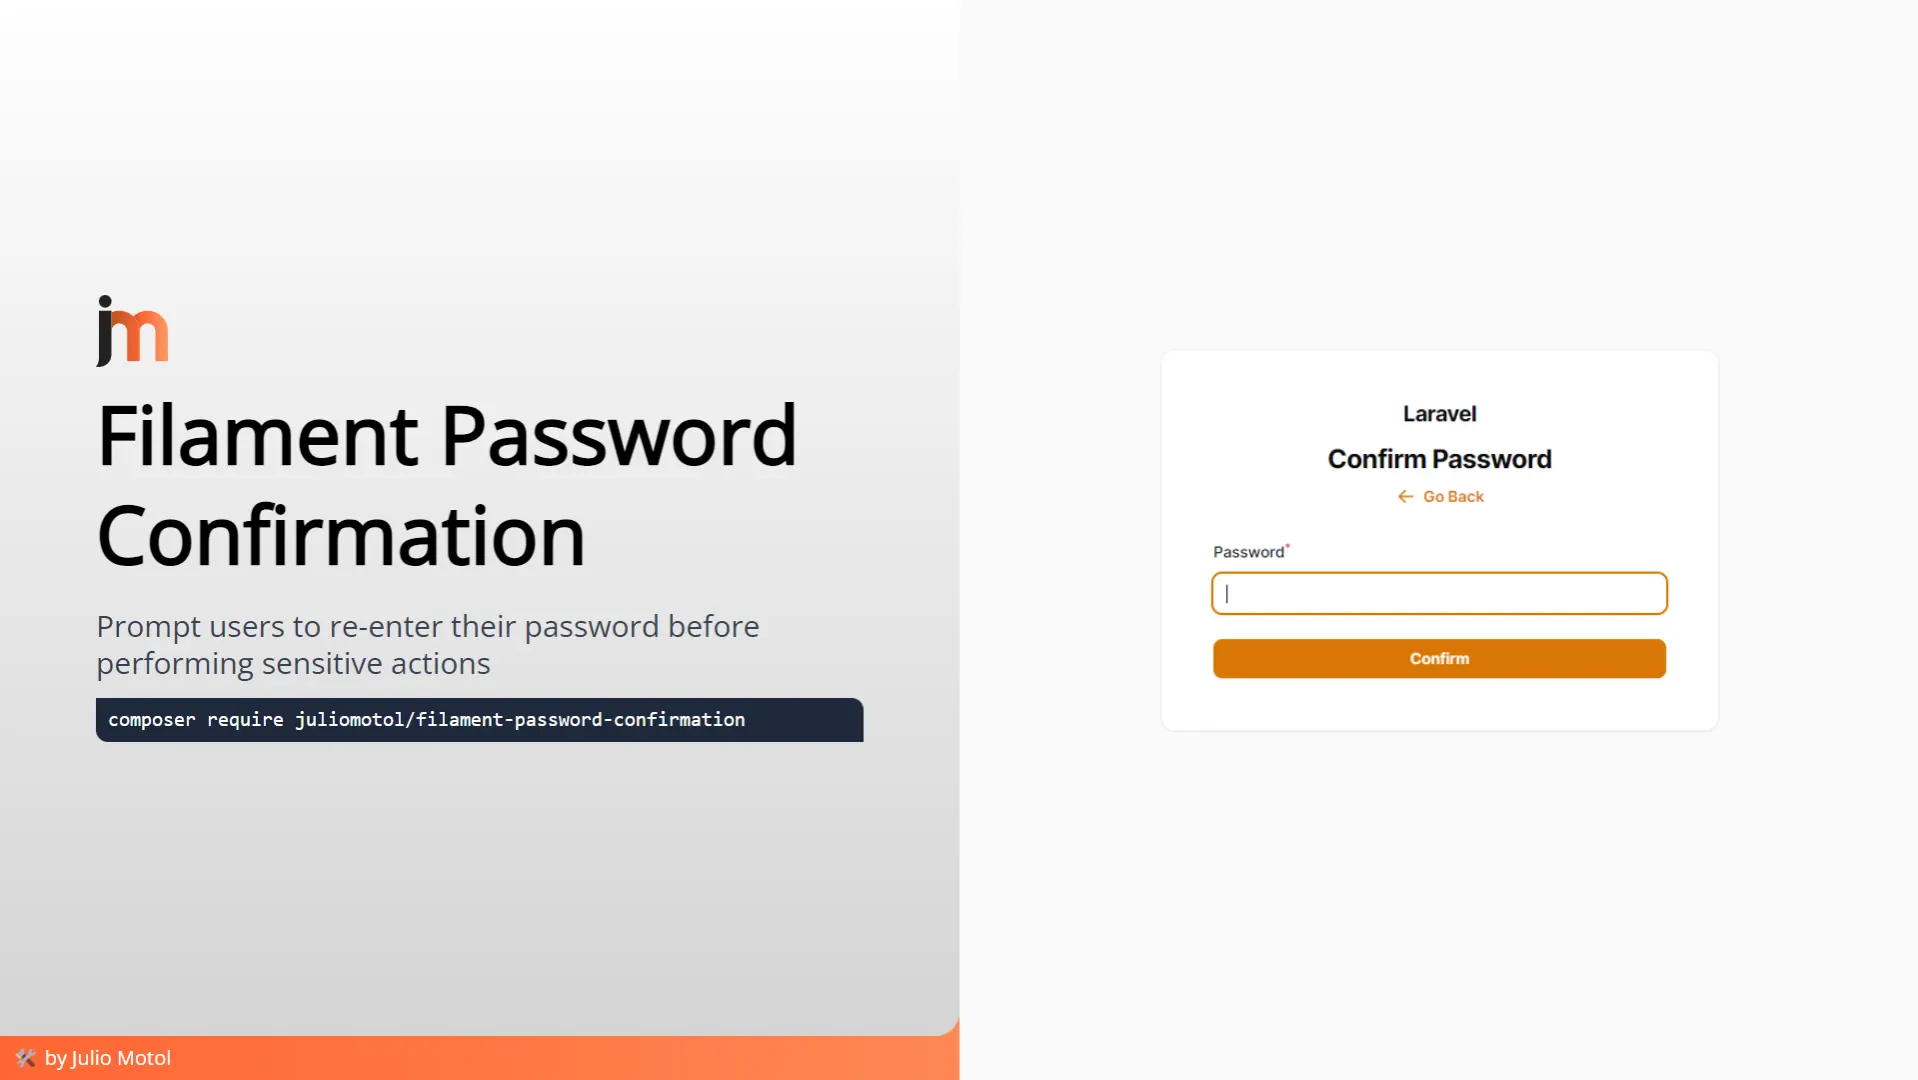 jm
Filament Password
Confirmation
Prompt users to re-enter their password before
performing sensitive actions
composer require juliomotol/filament-password-confirmation
by Julio Motol
Laravel
Confirm Password
← Go Back
Password*
Confirm